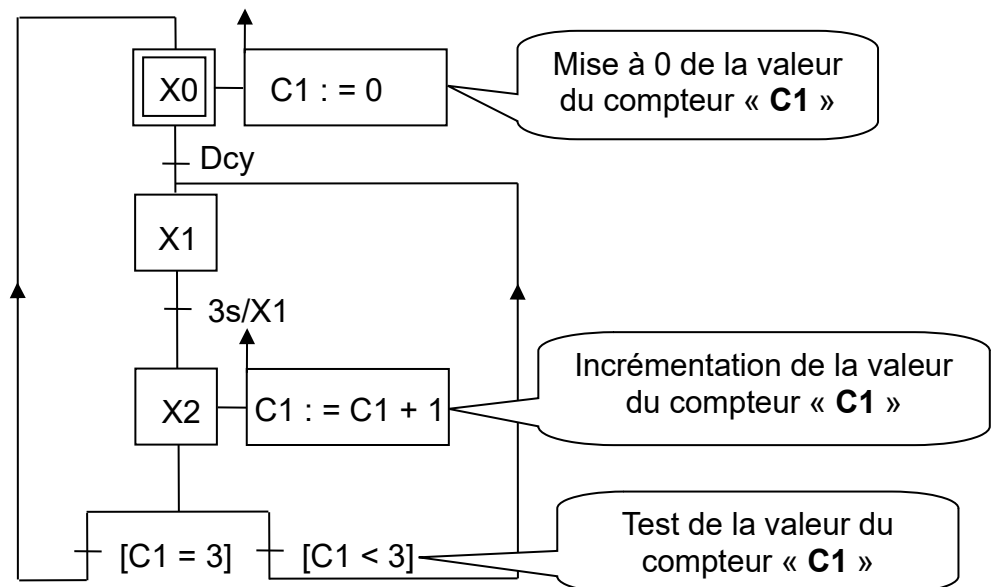 X0
C1 : = 0
Mise à 0 de la valeur
du compteur « C1 »
Dcy
X1
3s/X1
X2
C1 : = C1 + 1
Incrémentation de la valeur
du compteur « C1 »
[C1 = 3]
[C1 < 3]
Test de la valeur du
compteur « C1 »